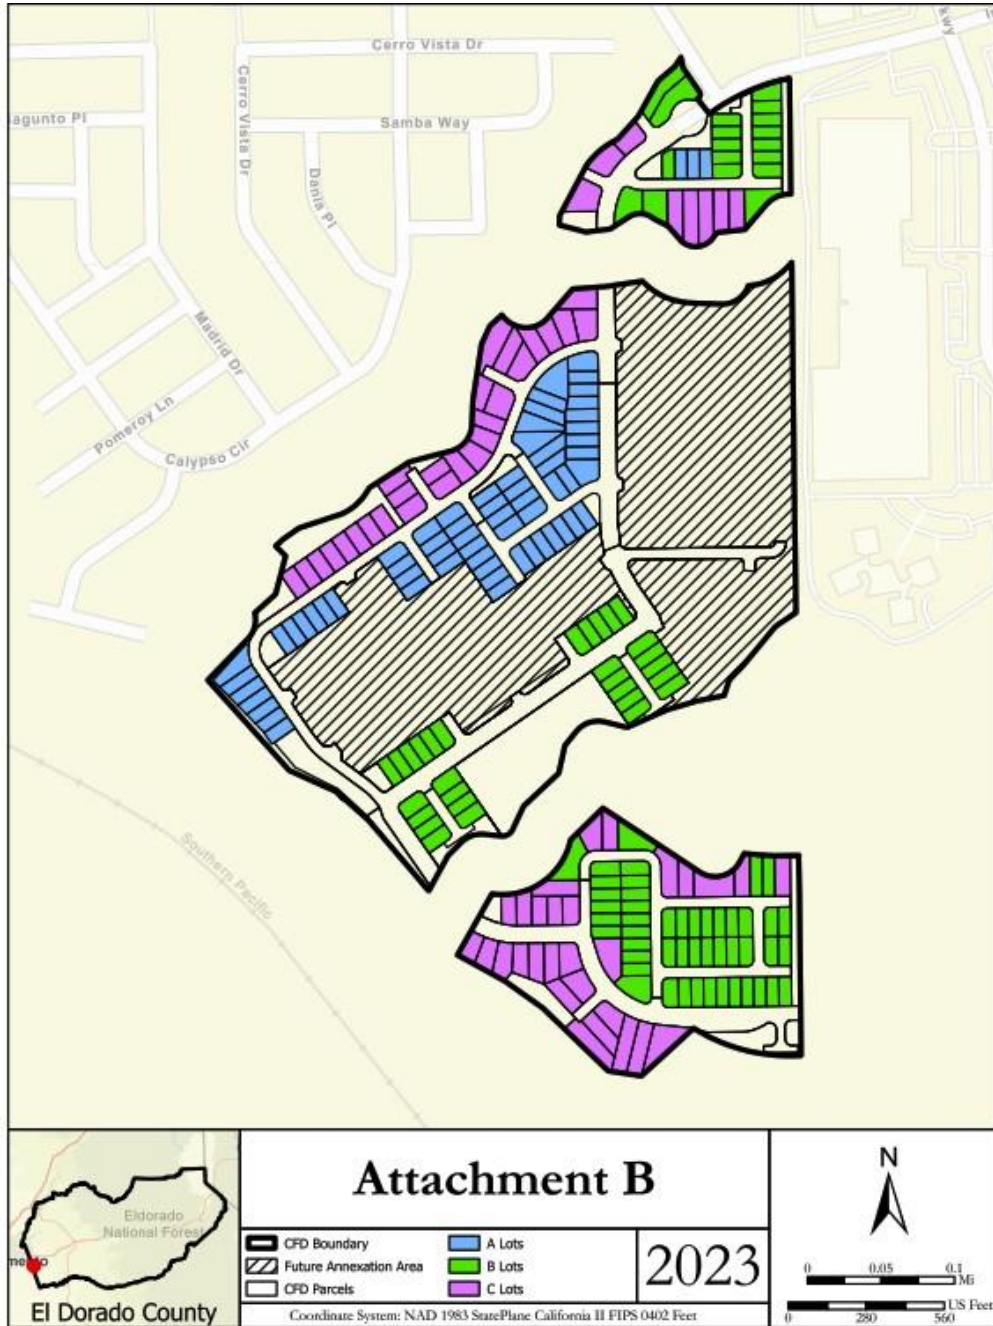 Cerro Vista Dr
kwy
agunto Pl
Samba Way
Cerro Vista Dr
Dania Pl
Madrid Dr
Pomeroy Ln
Calypso Cir
Southern Pacific
Eldorado
National Forest
El Dorado County
Attachment B
CFD Boundary
A Lots
Future Annexation Area
B Lots
CFD Parcels
C Lots
2023
Coordinate System: NAD 1983 StatePlane California II FIPS 0402 Feet
N
0 0.05 0.1
Mi
US Feet
0 280 560